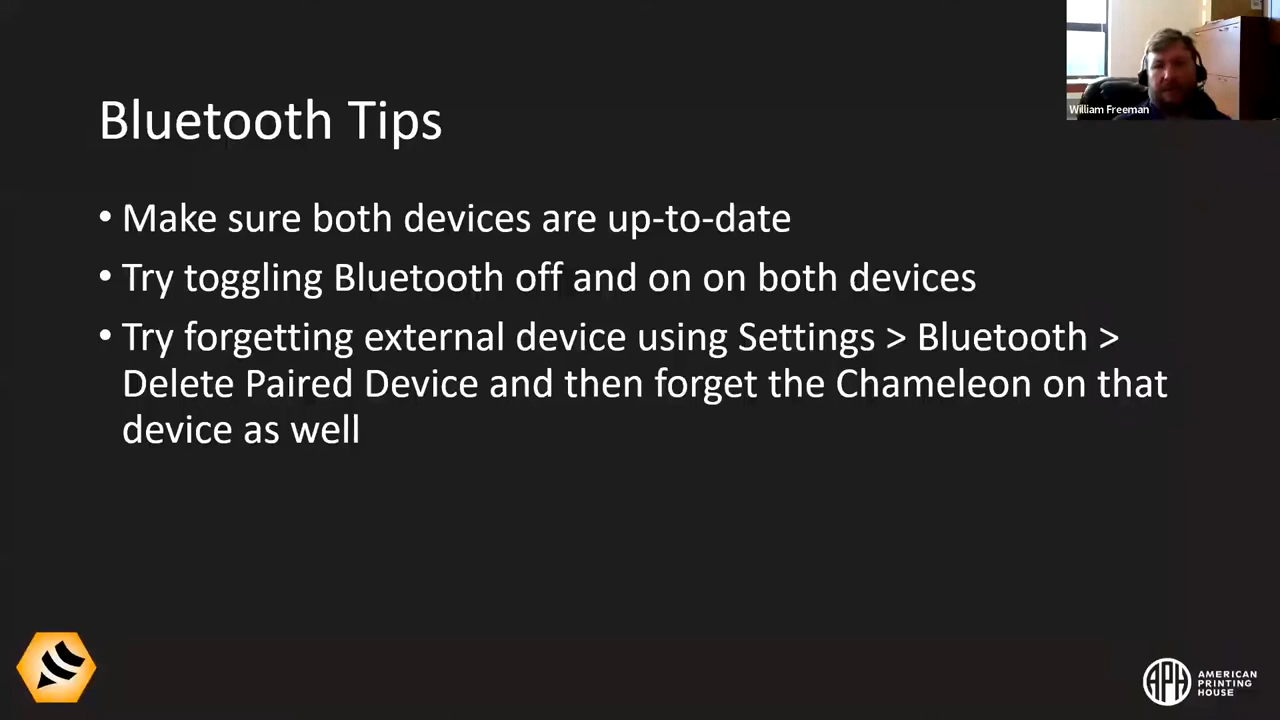 William Freeman
Bluetooth Tips
• Make sure both devices are up-to-date
• Try toggling Bluetooth off and on on both devices
• Try forgetting external device using Settings > Bluetooth >
Delete Paired Device and then forget the Chameleon on that
device as well
APH
AMERICAN
PRINTING
HOUSE